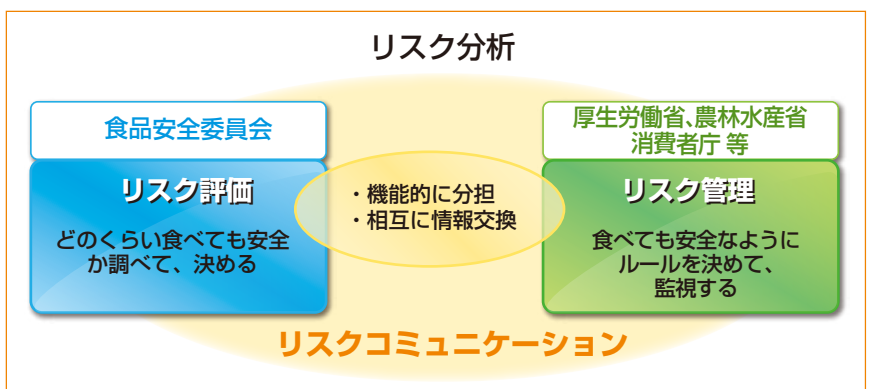 リスク分析
食品安全委員会
リスク評価
どのくらい食べても安全
か調べて、決める
・機能的に分担
・相互に情報交換
厚生労働省、農林水産省
消費者庁 等
リスク管理
食べても安全なように
ルールを決めて、
監視する
リスクコミュニケーション